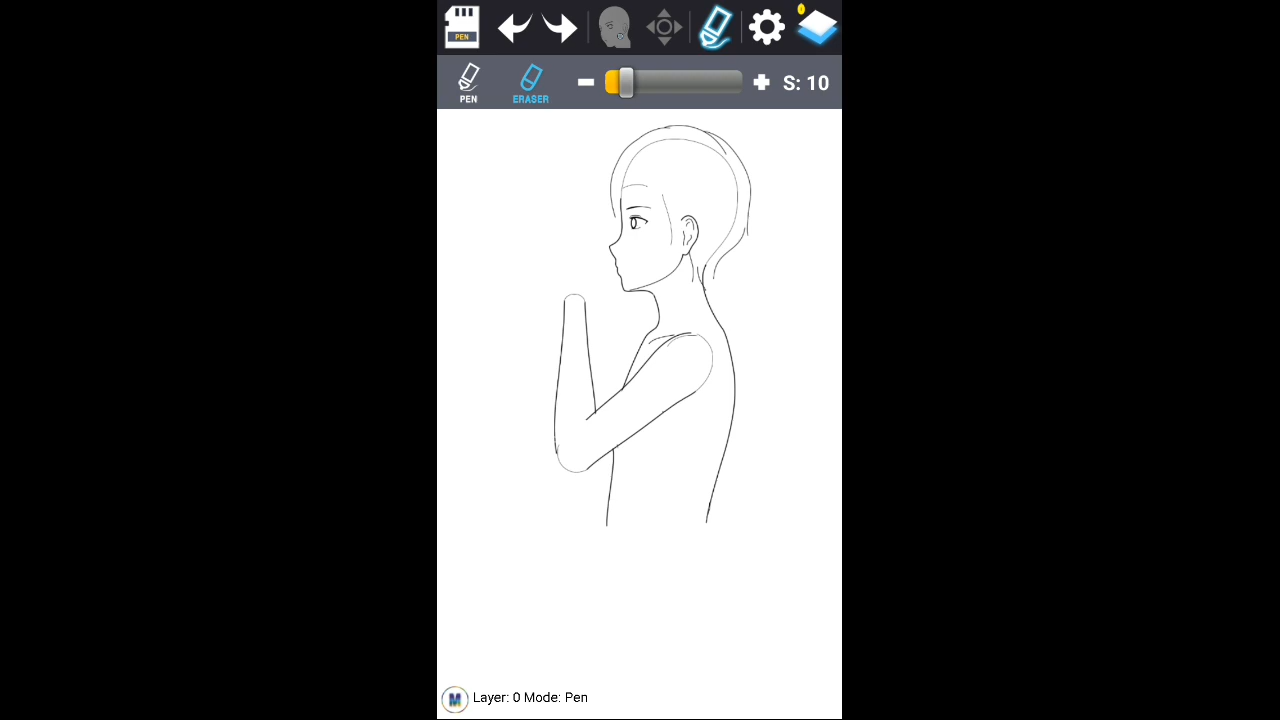 PEN
PEN
ERASER
S: 10
M
Layer: 0 Mode: Pen